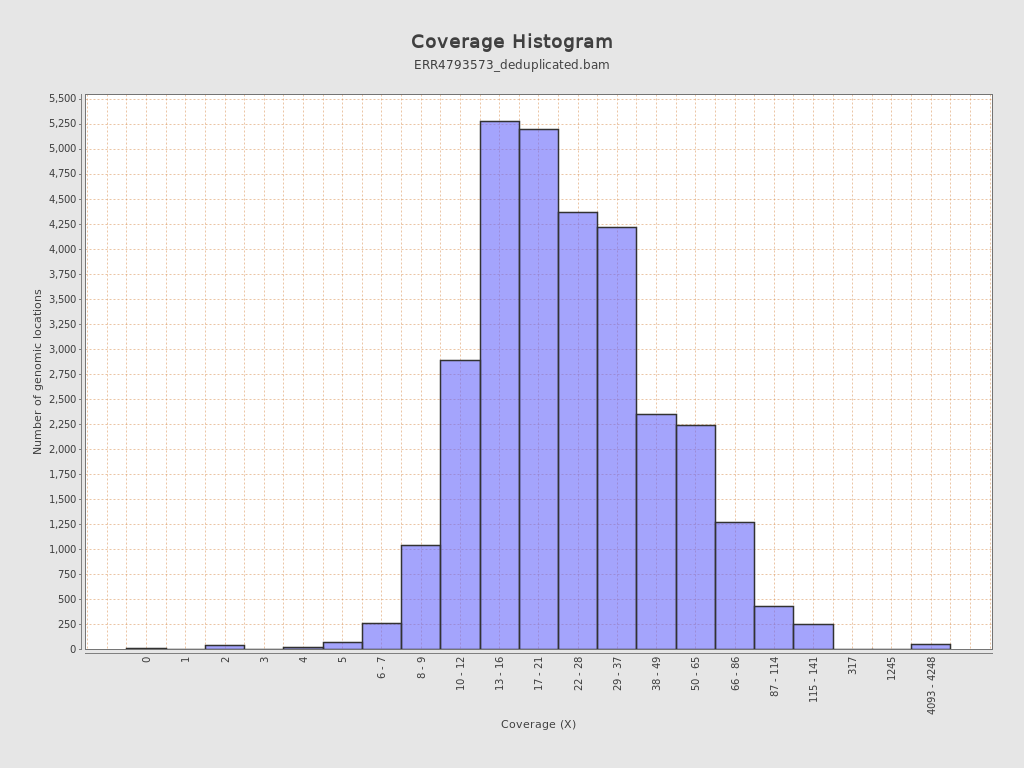 Coverage Histogram
ERR4793573_deduplicated.bam
Number of genomic locations
5,500
5,250
5,000
4,750
4,500
4,250
4,000
3,750
3,500
3,250
3,000
2,750
2,500
2,250
2,000
1,750
1,500
1,250
1,000
750
500
250
0
0
1
2
3
4
5
6 - 7
8 - 9
10 - 12
13 - 16
17 - 21
22 - 28
29 - 37
38 - 49
50 - 65
66 - 86
87 - 114
115 - 141
317
1245
4093 - 4248
Coverage (X)